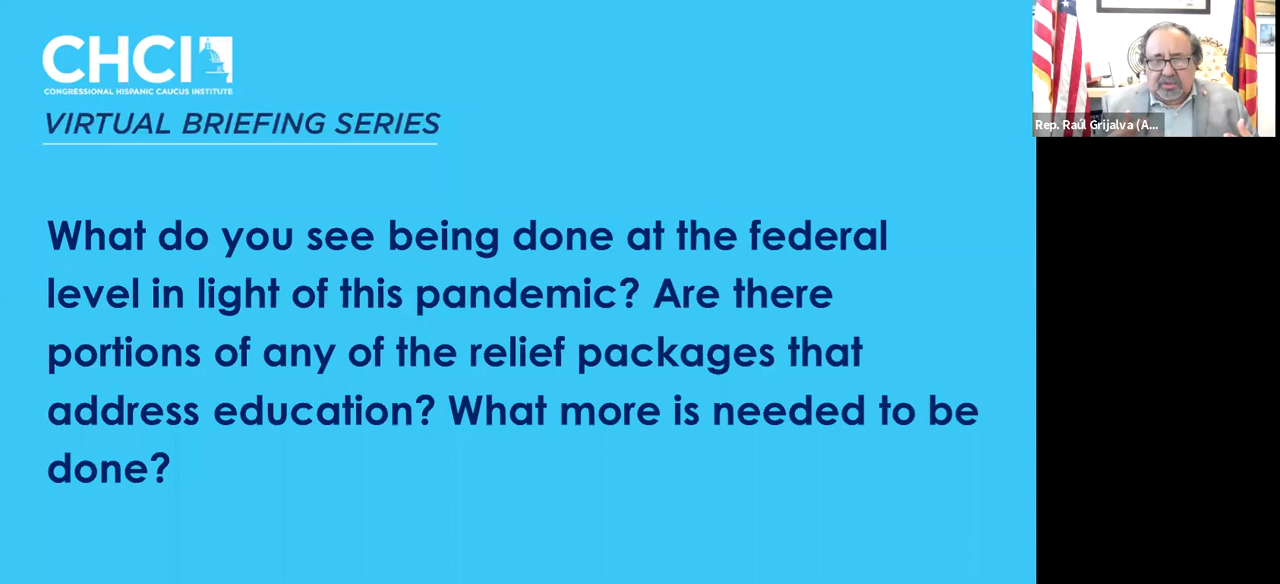 CHCI
CONGRESSIONAL HISPANIC CAUCUS INSTITUTE
VIRTUAL BRIEFING SERIES
Rep. Raúl Grijalva (A...
What do you see being done at the federal
level in light of this pandemic? Are there
portions of any of the relief packages that
address education? What more is needed to be
done?